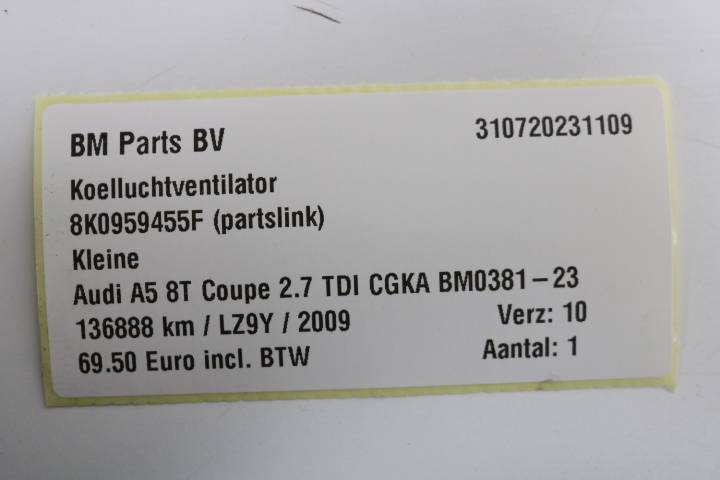 BM Parts BV 310720231109
Koelluchtventilator
8K0959455F (partslink)
Kleine
Audi A5 8T Coupe 2.7 TDI CGKA BM0381-23
136888 km / LZ9Y / 2009 Verz: 10
69.50 Euro incl. BTW Aantal: 1